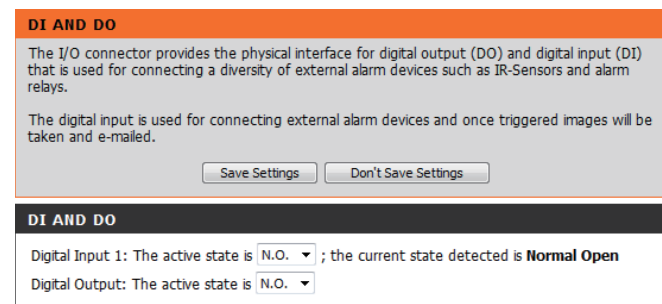 DI AND DO
The I/O connector provides the physical interface for digital output (DO) and digital input (DI)
that is used for connecting a diversity of external alarm devices such as IR-Sensors and alarm
relays.
The digital input is used for connecting external alarm devices and once triggered images will be
taken and e-mailed.
Save Settings Don't Save Settings
DI AND DO
Digital Input 1: The active state is N.O. ; the current state detected is Normal Open
Digital Output: The active state is N.O.